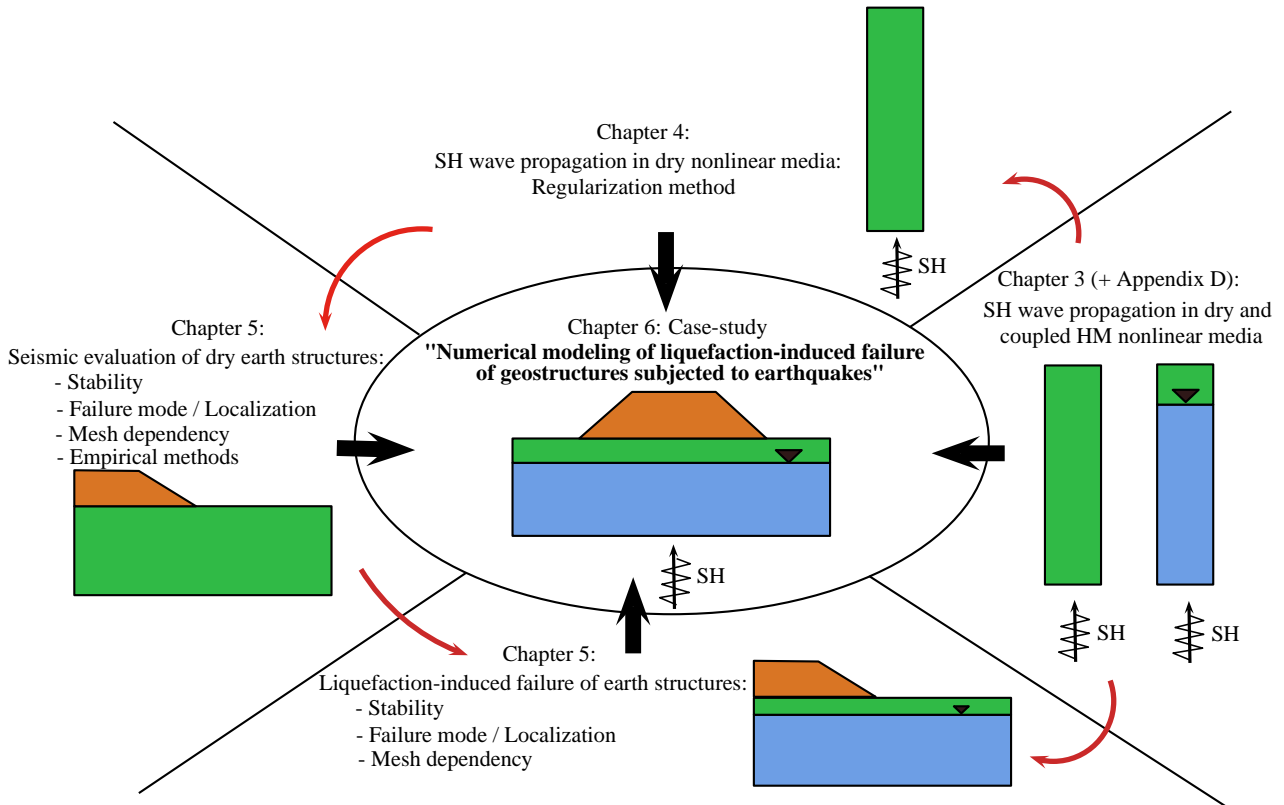 Chapter 4:
SH wave propagation in dry nonlinear media:
Regularization method
SH
Chapter 3 (+ Appendix D):
SH wave propagation in dry and
coupled HM nonlinear media
SH
SH
Chapter 5:
Seismic evaluation of dry earth structures:
- Stability
- Failure mode / Localization
- Mesh dependency
- Empirical methods
Chapter 6: Case-study
"Numerical modeling of liquefaction-induced failure
of geostructures subjected to earthquakes"
SH
Chapter 5:
Liquefaction-induced failure of earth structures:
- Stability
- Failure mode / Localization
- Mesh dependency